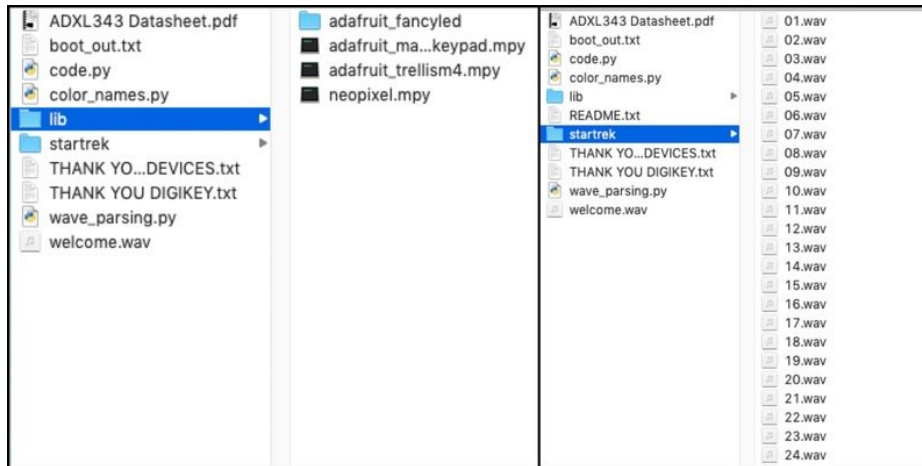 ADXL343 Datasheet.pdf
boot_out.txt
code.py
color_names.py
lib
startrek
THANK YO...DEVICES.txt
THANK YOU DIGIKEY.txt
wave_parsing.py
welcome.wav
adafruit_fancyled
adafruit_ma...keypad.mpy
adafruit_trellism4.mpy
neopixel.mpy
ADXL343 Datasheet.pdf
boot_out.txt
code.py
color_names.py
lib
README.txt
startrek
THANK YO...DEVICES.txt
THANK YOU DIGIKEY.txt
wave_parsing.py
welcome.wav
01.wav
02.wav
03.wav
04.wav
05.wav
06.wav
07.wav
08.wav
09.wav
10.wav
11.wav
12.wav
13.wav
14.wav
15.wav
16.wav
17.wav
18.wav
19.wav
20.wav
21.wav
22.wav
23.wav
24.wav